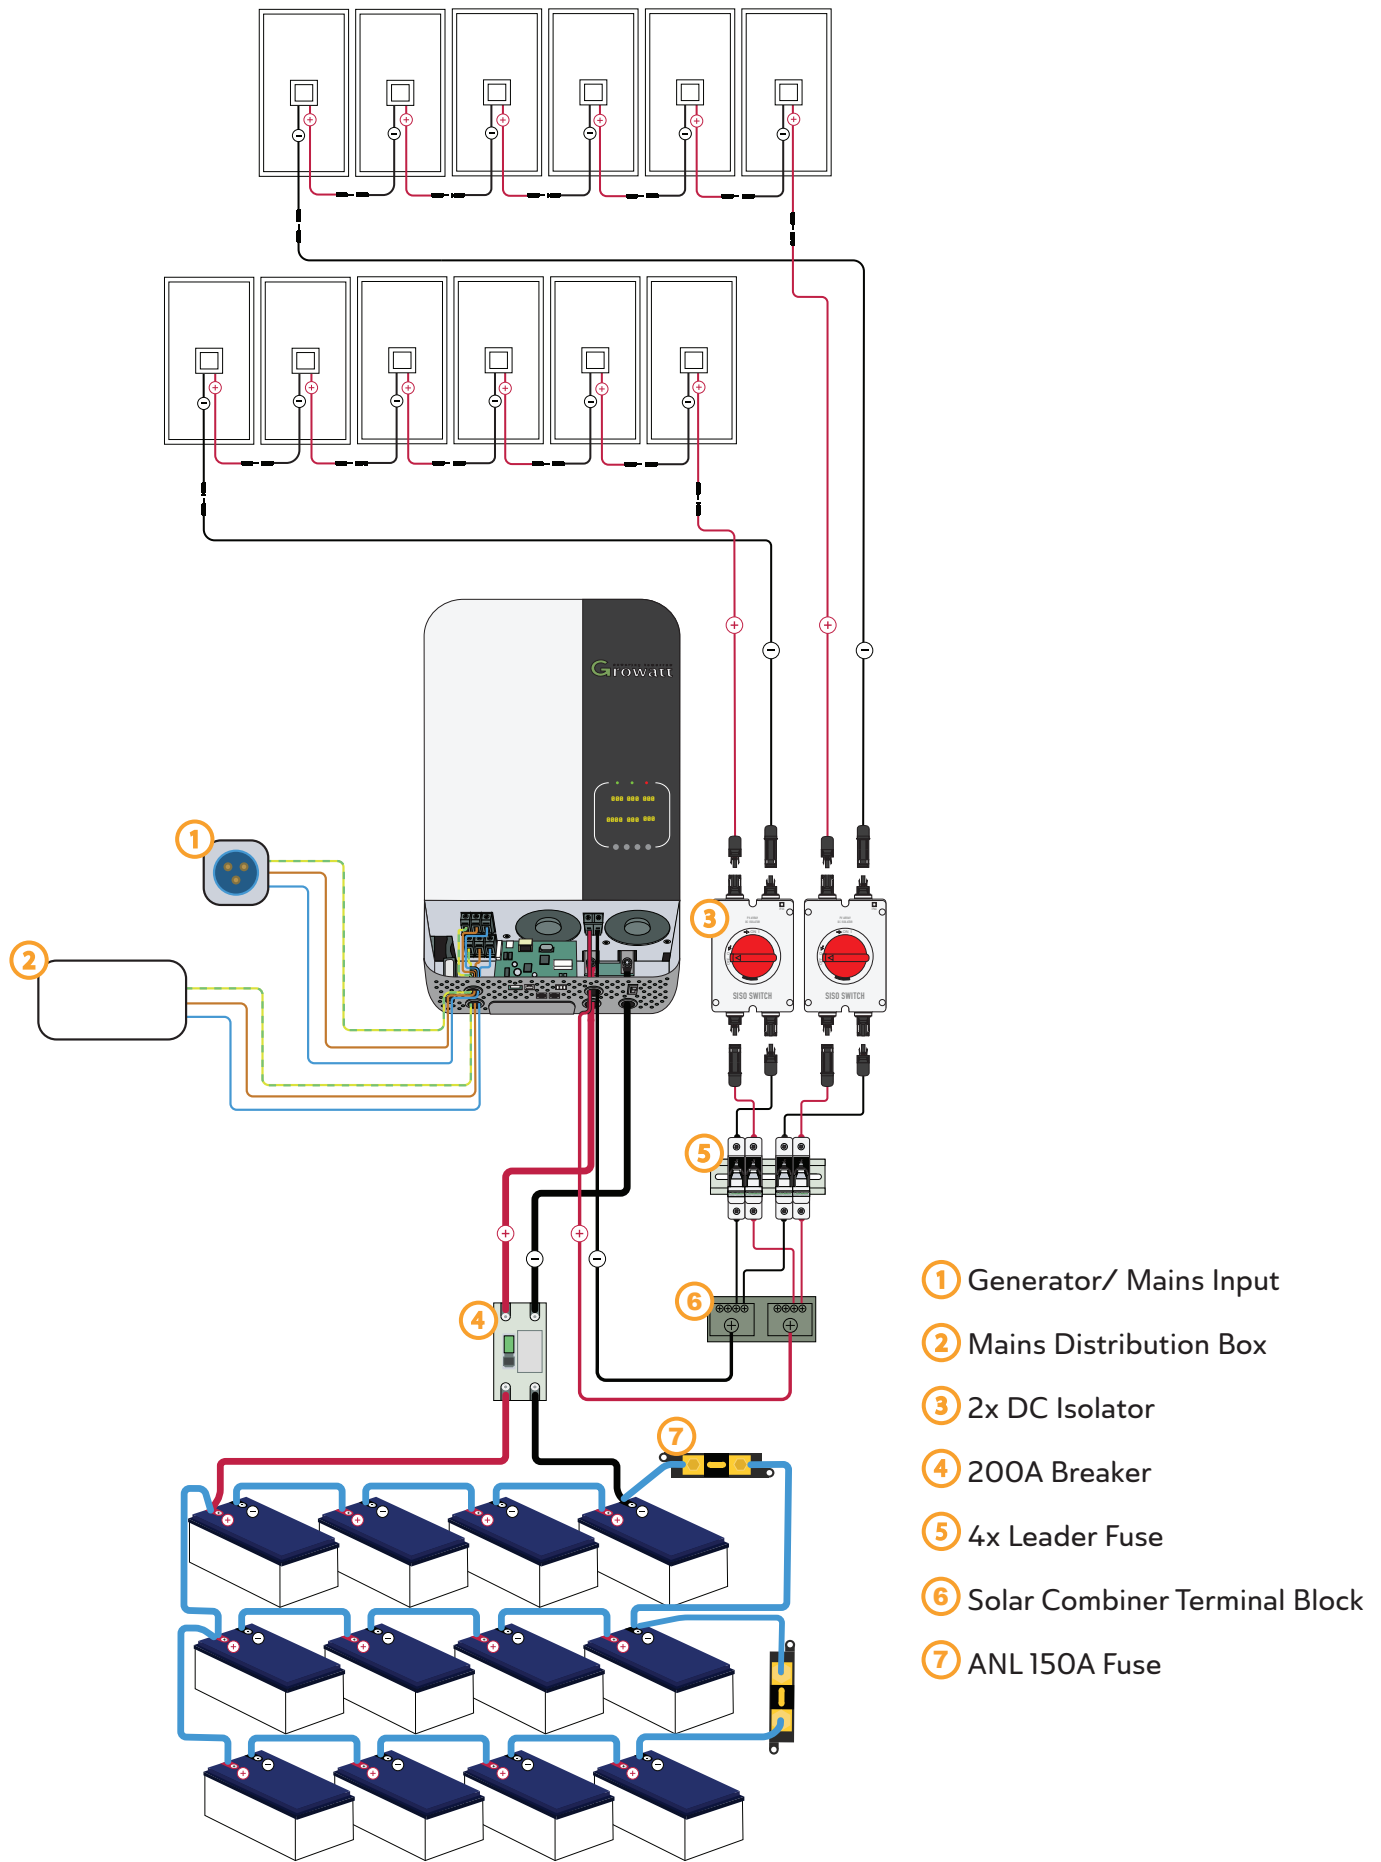 Growatt
1
2
3
SISO SWITCH
SISO SWITCH
5
6
4
7
1 Generator/ Mains Input
2 Mains Distribution Box
3 2x DC Isolator
4 200A Breaker
5 4x Leader Fuse
6 Solar Combiner Terminal Block
7 ANL 150A Fuse